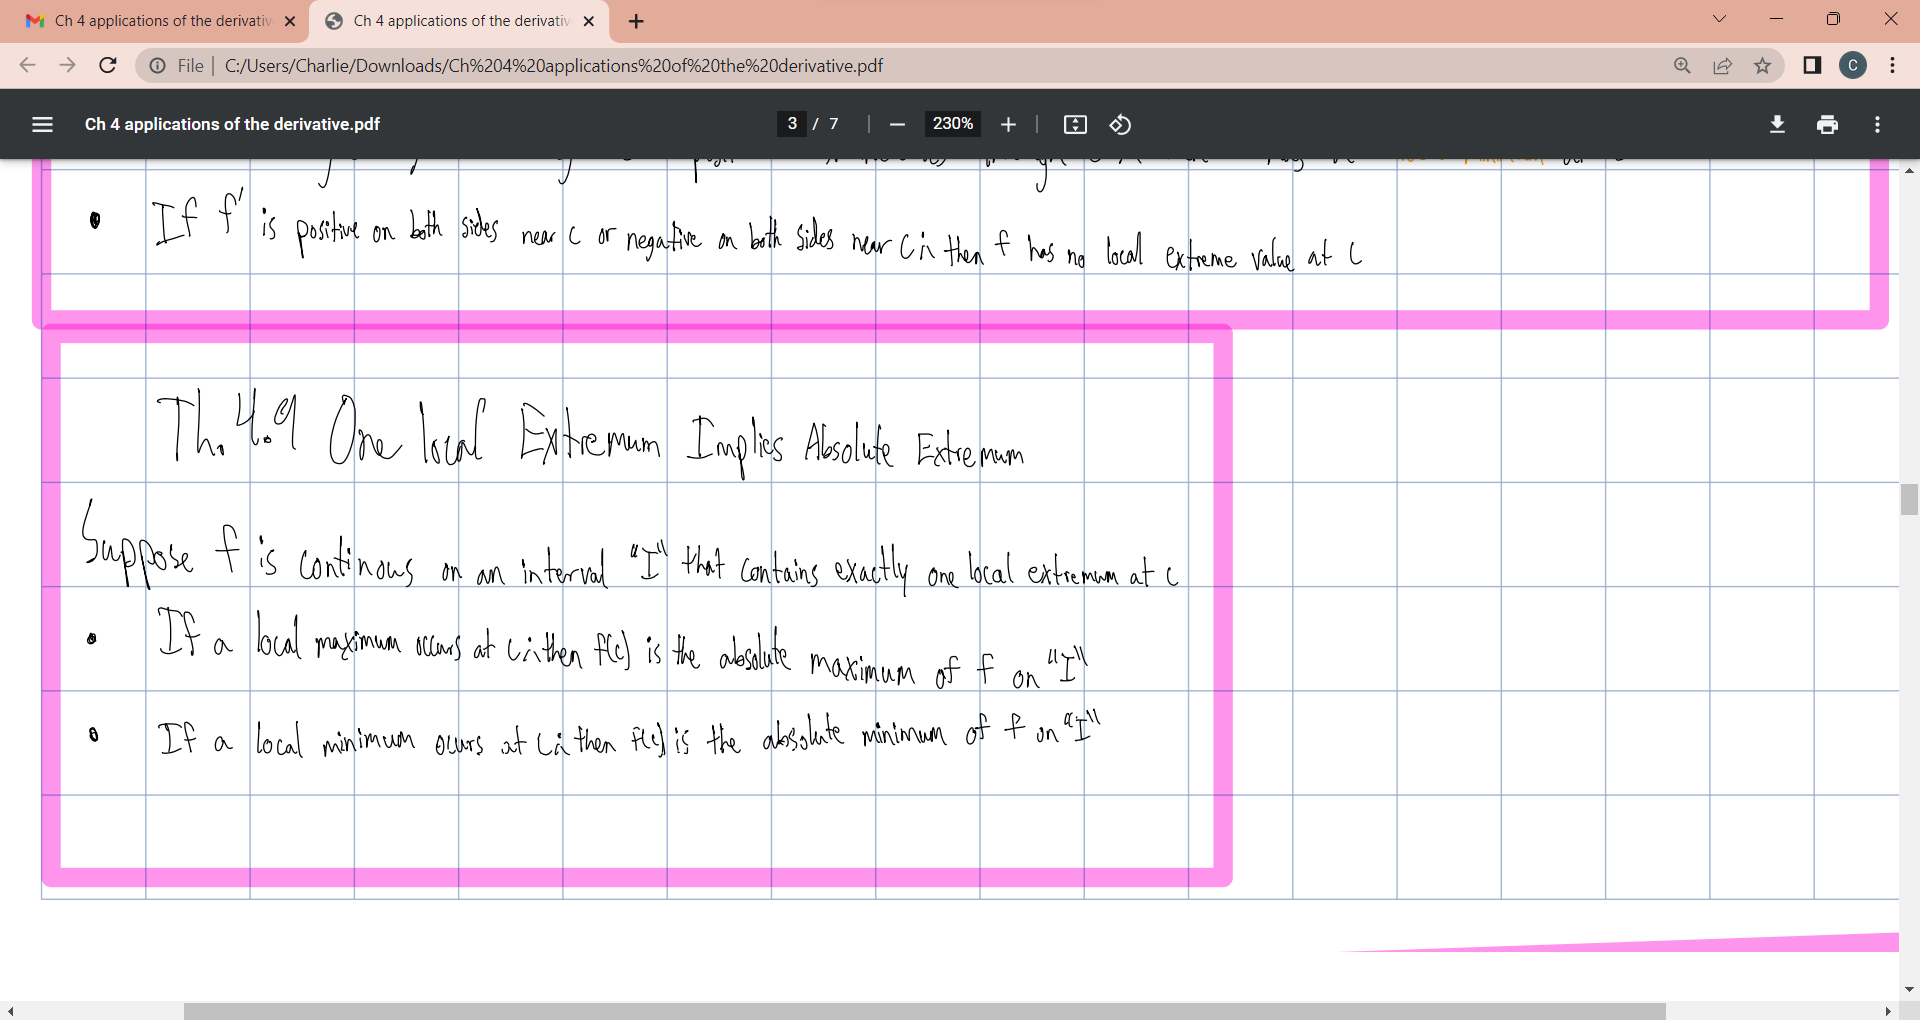 Ch 4 applications of the derivativ
Ch 4 applications of the derivativ
File | C:/Users/Charlie/Downloads/Ch%204%20applications%20of%20the%20derivative.pdf
C
Ch 4 applications of the derivative.pdf
3 / 7
230%
• If f' is positive on both sides near c or negative on both sides near c then f has no local extreme value at c
Th. 4.9 One local Extremum Implies Absolute Extremum
Suppose f is continous on an interval "I" that contains exactly one local extremum at c
• If a local maximum occurs at c then f(c) is the absolute maximum of f on "I"
• If a local minimum ocurs at c then f(c) is the absolute minimum of f on "I"